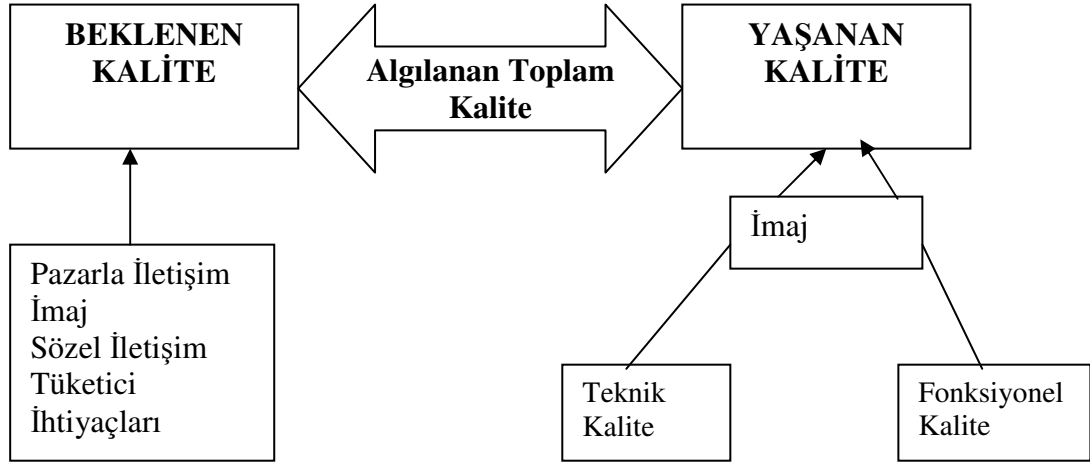 BEKLENEN
KALİTE
Algılanan Toplam
Kalite
YAŞANAN
KALİTE
İmaj
Pazarla İletişim
İmaj
Sözel İletişim
Tüketici
İhtiyaçları
Teknik
Kalite
Fonksiyonel
Kalite